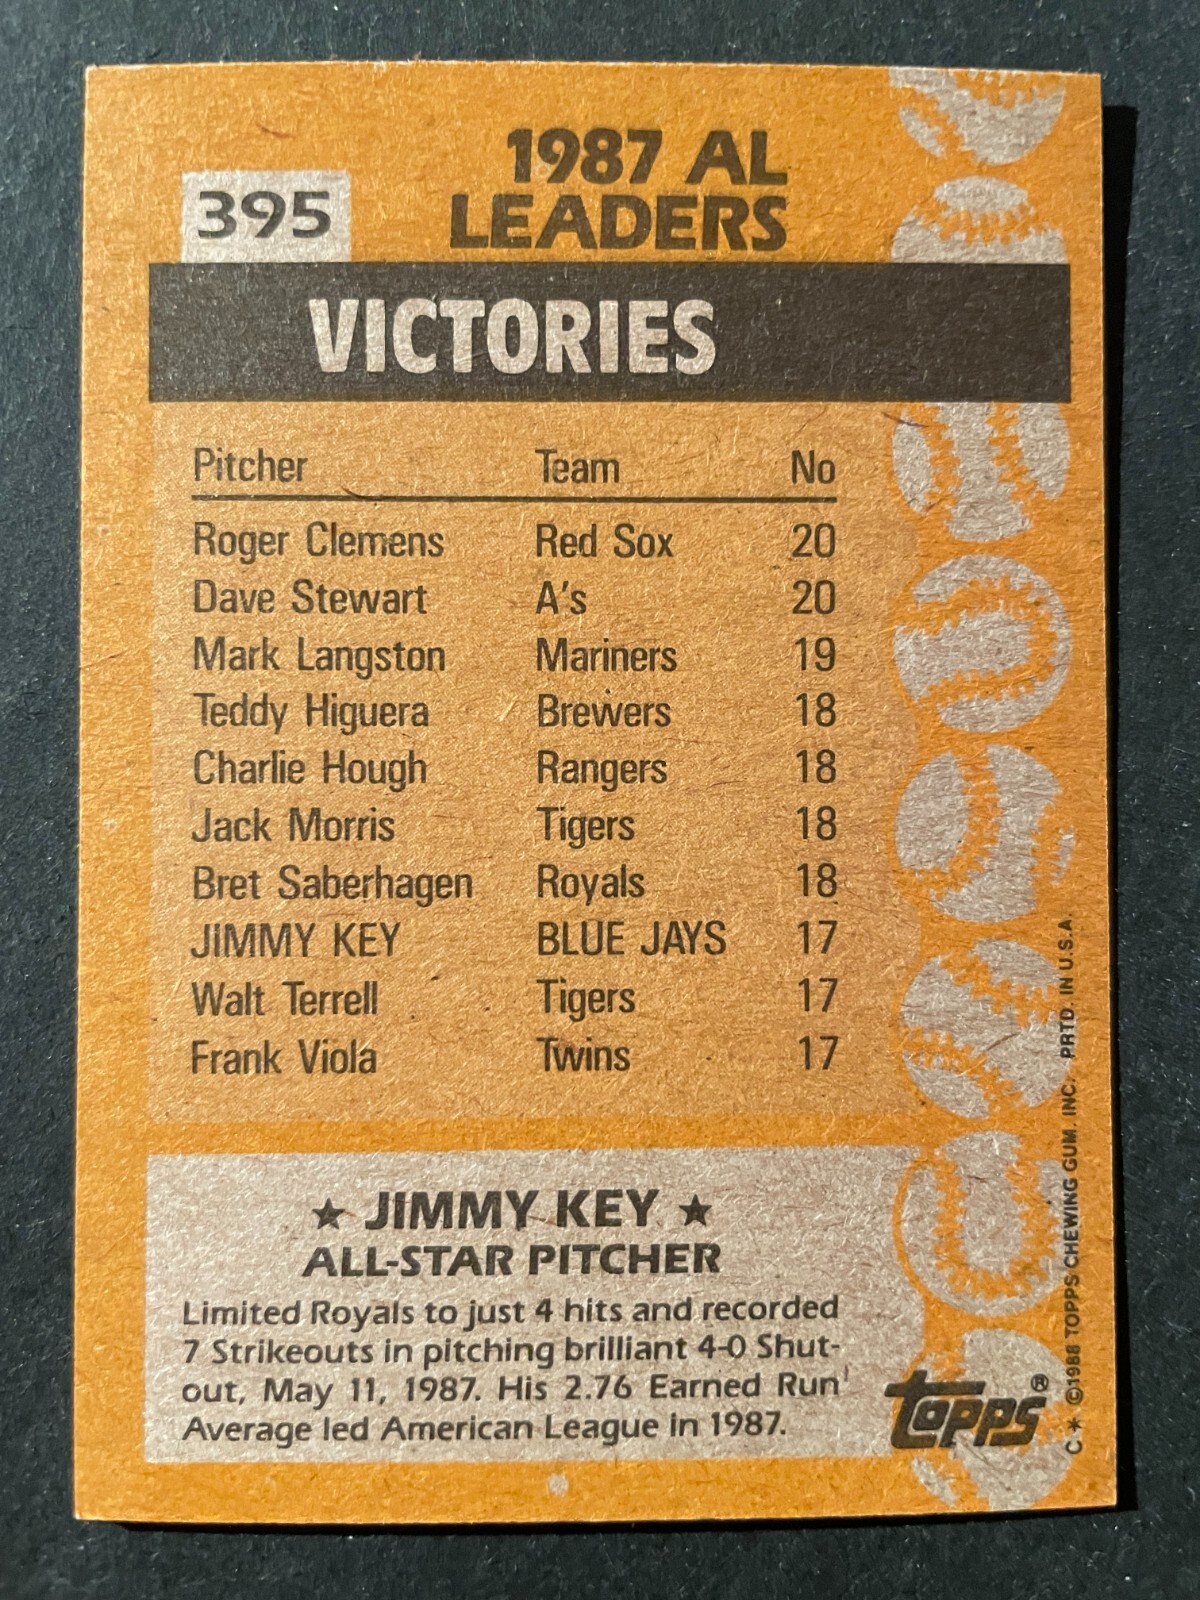 395
1987 AL
LEADERS
VICTORIES
Pitcher Team No
Roger Clemens Red Sox 20
Dave Stewart A's 20
Mark Langston Mariners 19
Teddy Higuera Brewers 18
Charlie Hough Rangers 18
Jack Morris Tigers 18
Bret Saberhagen Royals 18
JIMMY KEY BLUE JAYS 17
Walt Terrell Tigers 17
Frank Viola Twins 17
★ JIMMY KEY ★
ALL-STAR PITCHER
Limited Royals to just 4 hits and recorded
7 Strikeouts in pitching brilliant 4-0 Shut-
out, May 11, 1987. His 2.76 Earned Run
Average led American League in 1987.
topps®
C★ ©1988 TOPPS CHEWING GUM, INC. PRTD. IN U.S.A.